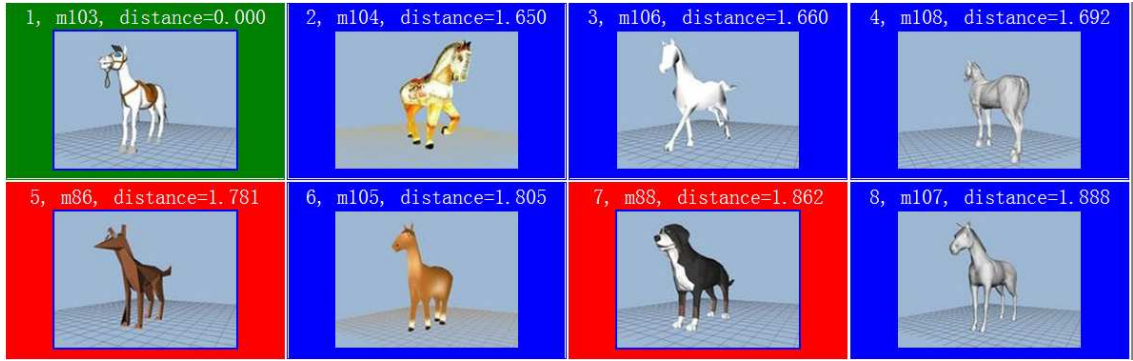 1, m103, distance=0.000
2, m104, distance=1.650
3, m106, distance=1.660
4, m108, distance=1.692
5, m86, distance=1.781
6, m105, distance=1.805
7, m88, distance=1.862
8, m107, distance=1.888